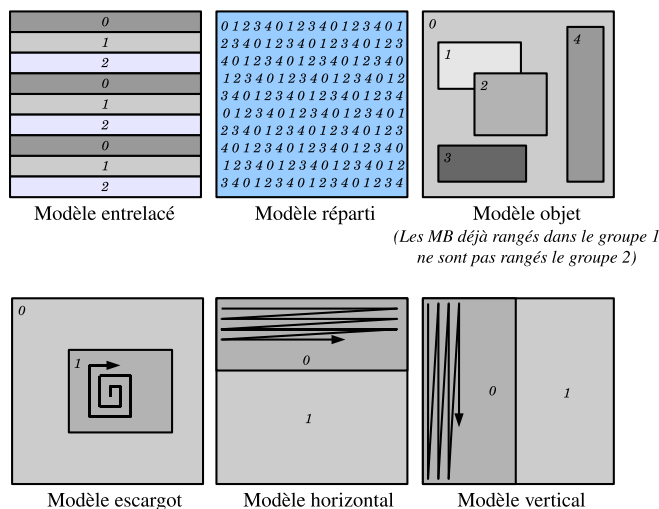 0
1
2
0
1
2
0
1
2
Modèle entrelacé
0 1 2 3 4 0 1 2 3 4 0 1 2 3 4 0 1
2 3 4 0 1 2 3 4 0 1 2 3 4 0 1 2 3
4 0 1 2 3 4 0 1 2 3 4 0 1 2 3 4 0
1 2 3 4 0 1 2 3 4 0 1 2 3 4 0 1 2
3 4 0 1 2 3 4 0 1 2 3 4 0 1 2 3 4
0 1 2 3 4 0 1 2 3 4 0 1 2 3 4 0 1
2 3 4 0 1 2 3 4 0 1 2 3 4 0 1 2 3
4 0 1 2 3 4 0 1 2 3 4 0 1 2 3 4 0
1 2 3 4 0 1 2 3 4 0 1 2 3 4 0 1 2
3 4 0 1 2 3 4 0 1 2 3 4 0 1 2 3 4
Modèle réparti
0
1
2
3
4
Modèle objet
(Les MB déjà rangés dans le groupe 1
ne sont pas rangés le groupe 2)
0
1
Modèle escargot
0
1
Modèle horizontal
0
1
Modèle vertical